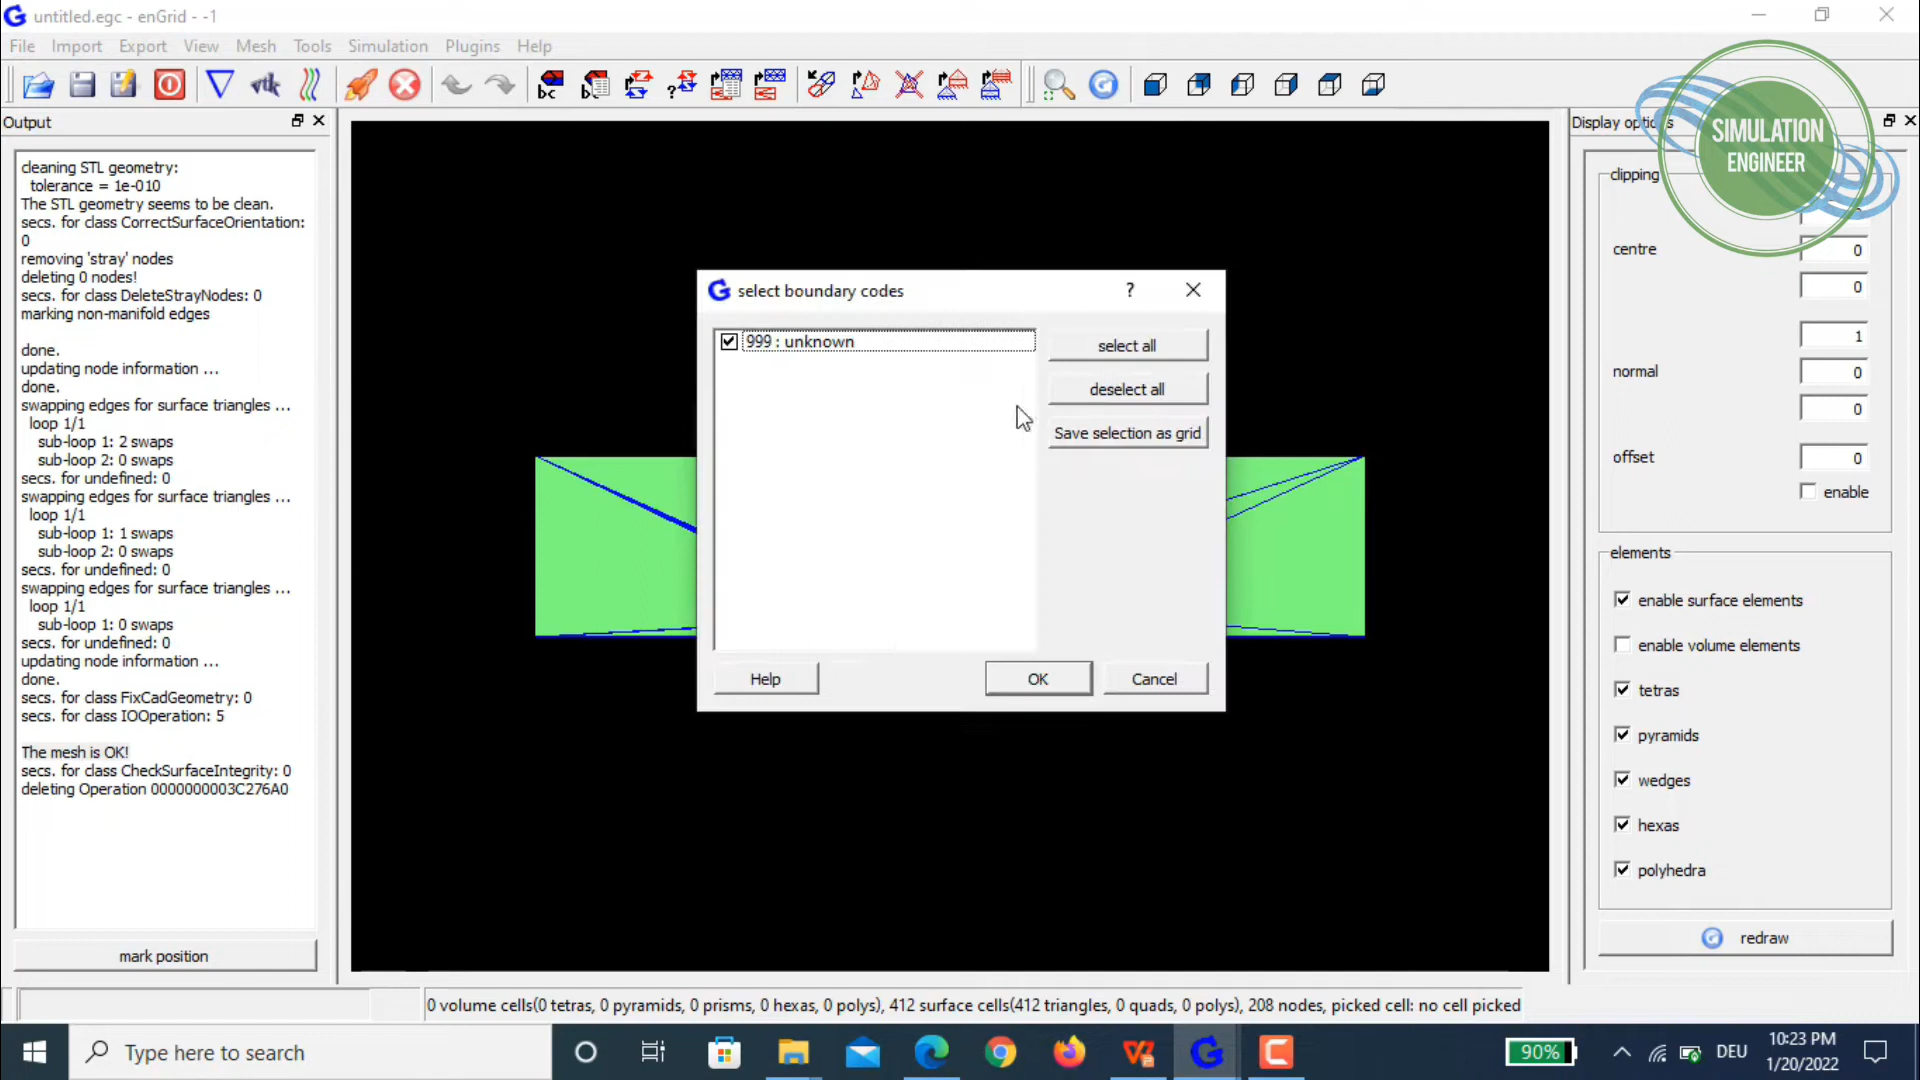 untitled.egc - enGrid - -1
File Import Export View Mesh Tools Simulation Plugins Help
vtk bc bc
Output
cleaning STL geometry:
tolerance = 1e-010
The STL geometry seems to be clean.
secs. for class CorrectSurfaceOrientation:
0
removing 'stray' nodes
deleting 0 nodes!
secs. for class DeleteStrayNodes: 0
marking non-manifold edges
done.
updating node information ...
done.
swapping edges for surface triangles ...
loop 1/1
sub-loop 1: 2 swaps
sub-loop 2: 0 swaps
secs. for undefined: 0
swapping edges for surface triangles ...
loop 1/1
sub-loop 1: 1 swaps
sub-loop 2: 0 swaps
secs. for undefined: 0
swapping edges for surface triangles ...
loop 1/1
sub-loop 1: 0 swaps
secs. for undefined: 0
updating node information ...
done.
secs. for class FixCadGeometry: 0
secs. for class IOOperation: 5
The mesh is OK!
secs. for class CheckSurfaceIntegrity: 0
deleting Operation 0000000003C276A0
mark position
select boundary codes
?
999 : unknown
select all
deselect all
Save selection as grid
Help
OK
Cancel
Display options
SIMULATION
ENGINEER
clipping
centre
0
0
1
normal
0
0
offset
0
enable
elements
enable surface elements
enable volume elements
tetras
pyramids
wedges
hexas
polyhedra
redraw
0 volume cells(0 tetras, 0 pyramids, 0 prisms, 0 hexas, 0 polys), 412 surface cells(412 triangles, 0 quads, 0 polys), 208 nodes, picked cell: no cell picked
Type here to search
90%
DEU
10:23 PM
1/20/2022